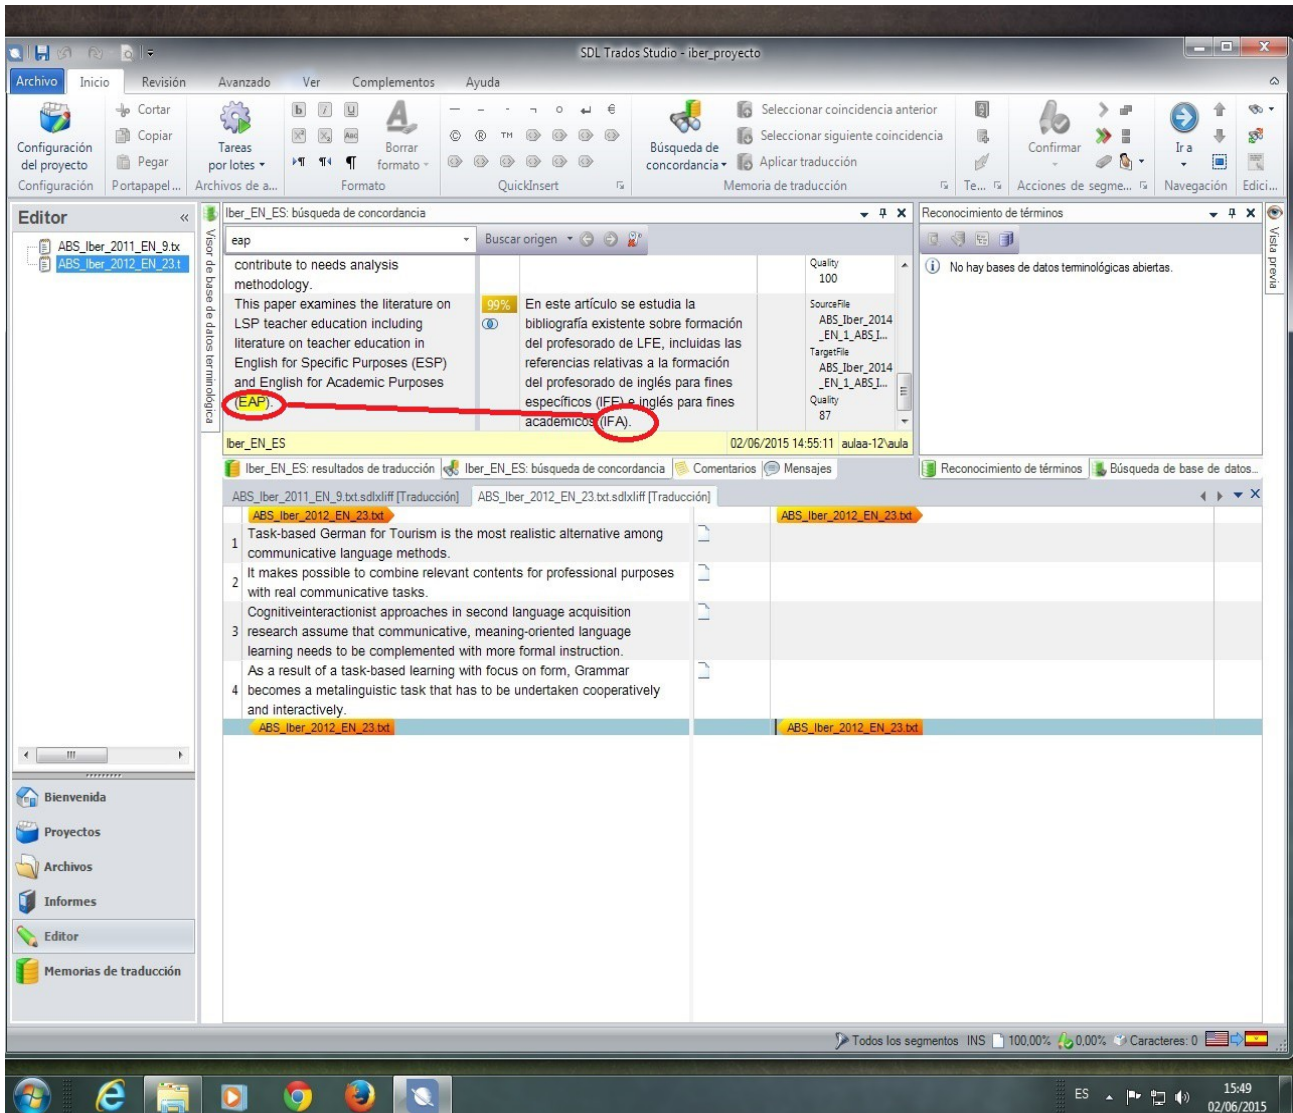 SDL Trados Studio - iber_proyecto
Archivo Inicio Revisión Avanzado Ver Complementos Ayuda
Configuración del proyecto
Configuración
Cortar
Copiar
Pegar
Portapapel...
Tareas por lotes
Archivos de a...
Borrar formato
Formato
QuickInsert
Búsqueda de concordancia
Seleccionar coincidencia anterior
Seleccionar siguiente coincidencia
Aplicar traducción
Memoria de traducción
Te...
Confirmar
Acciones de segme...
Ir a
Navegación
Edici...
Editor
ABS_Iber_2011_EN_9.tx
ABS_Iber_2012_EN_23.t
Visor de base de datos terminológica
Iber_EN_ES: búsqueda de concordancia
eap
Buscar origen
contribute to needs analysis
methodology.
Quality
100
This paper examines the literature on
LSP teacher education including
literature on teacher education in
English for Specific Purposes (ESP)
and English for Academic Purposes
(EAP).
99%
En este artículo se estudia la
bibliografía existente sobre formación
del profesorado de LFE, incluidas las
referencias relativas a la formación
del profesorado de inglés para fines
específicos (IFE) e inglés para fines
académicos (IFA).
SourceFile
ABS_Iber_2014
_EN_1_ABS_I...
TargetFile
ABS_Iber_2014
_EN_1_ABS_I...
Quality
87
Iber_EN_ES
02/06/2015 14:55:11 aulaa-12\aula
Iber_EN_ES: resultados de traducción
Iber_EN_ES: búsqueda de concordancia
Comentarios
Mensajes
Reconocimiento de términos
No hay bases de datos terminológicas abiertas.
Vista previa
Reconocimiento de términos
Búsqueda de base de datos...
ABS_Iber_2011_EN_9.txt.sdlxliff [Traducción]
ABS_Iber_2012_EN_23.txt.sdlxliff [Traducción]
ABS_Iber_2012_EN_23.txt
ABS_Iber_2012_EN_23.txt
1 Task-based German for Tourism is the most realistic alternative among
communicative language methods.
2 It makes possible to combine relevant contents for professional purposes
with real communicative tasks.
3 Cognitiveinteractionist approaches in second language acquisition
research assume that communicative, meaning-oriented language
learning needs to be complemented with more formal instruction.
4 As a result of a task-based learning with focus on form, Grammar
becomes a metalinguistic task that has to be undertaken cooperatively
and interactively.
ABS_Iber_2012_EN_23.txt
ABS_Iber_2012_EN_23.txt
Bienvenida
Proyectos
Archivos
Informes
Editor
Memorias de traducción
Todos los segmentos INS 100,00% 0,00% Caracteres: 0
ES
15:49
02/06/2015